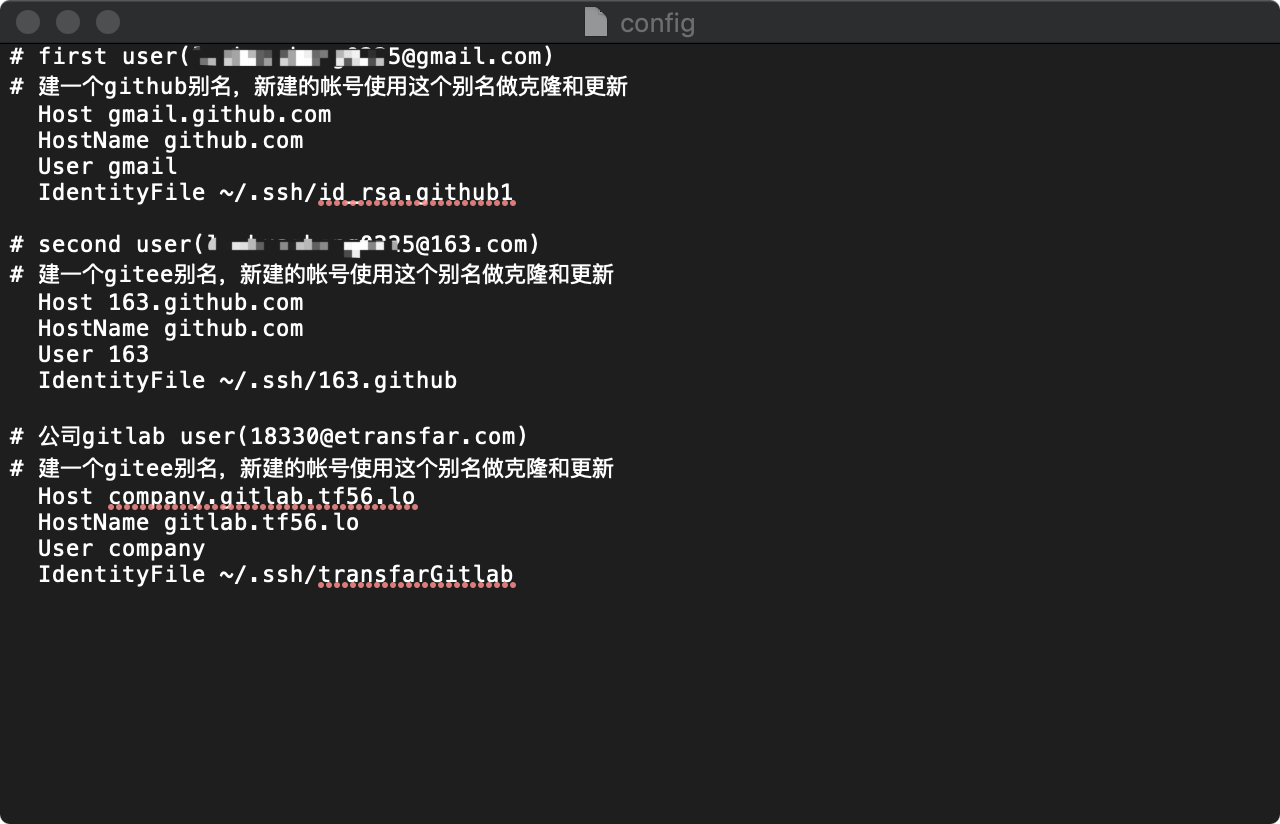 config
# first user(5@gmail.com)
# 建一个github别名，新建的帐号使用这个别名做克隆和更新
Host gmail.github.com
HostName github.com
User gmail
IdentityFile ~/.ssh/id_rsa.github1
# second user(5@163.com)
# 建一个gitee别名，新建的帐号使用这个别名做克隆和更新
Host 163.github.com
HostName github.com
User 163
IdentityFile ~/.ssh/163.github
# 公司gitlab user(18330@etransfar.com)
# 建一个gitee别名，新建的帐号使用这个别名做克隆和更新
Host company.gitlab.tf56.lo
HostName gitlab.tf56.lo
User company
IdentityFile ~/.ssh/transfarGitlab